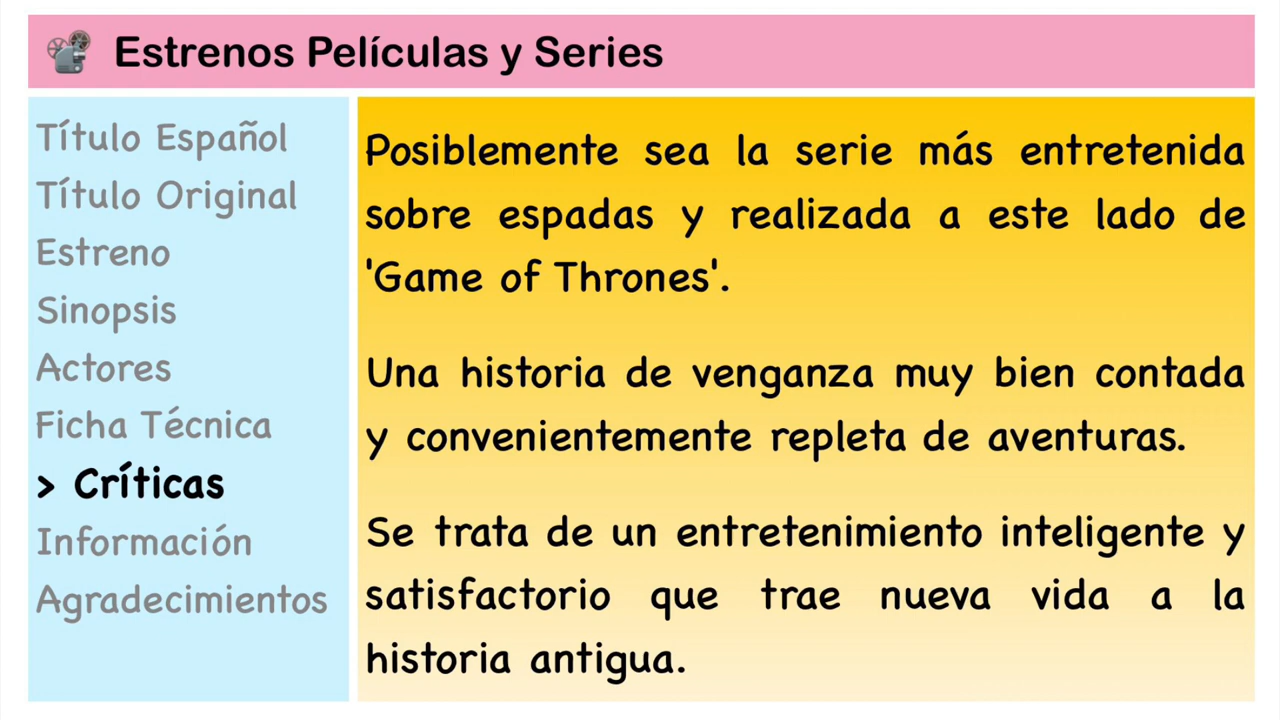 Estrenos Películas y Series
Título Español
Título Original
Estreno
Sinopsis
Actores
Ficha Técnica
> Críticas
Información
Agradecimientos
Posiblemente sea la serie más entretenida
sobre espadas y realizada a este lado de
'Game of Thrones'.
Una historia de venganza muy bien contada
y convenientemente repleta de aventuras.
Se trata de un entretenimiento inteligente y
satisfactorio que trae nueva vida a la
historia antigua.